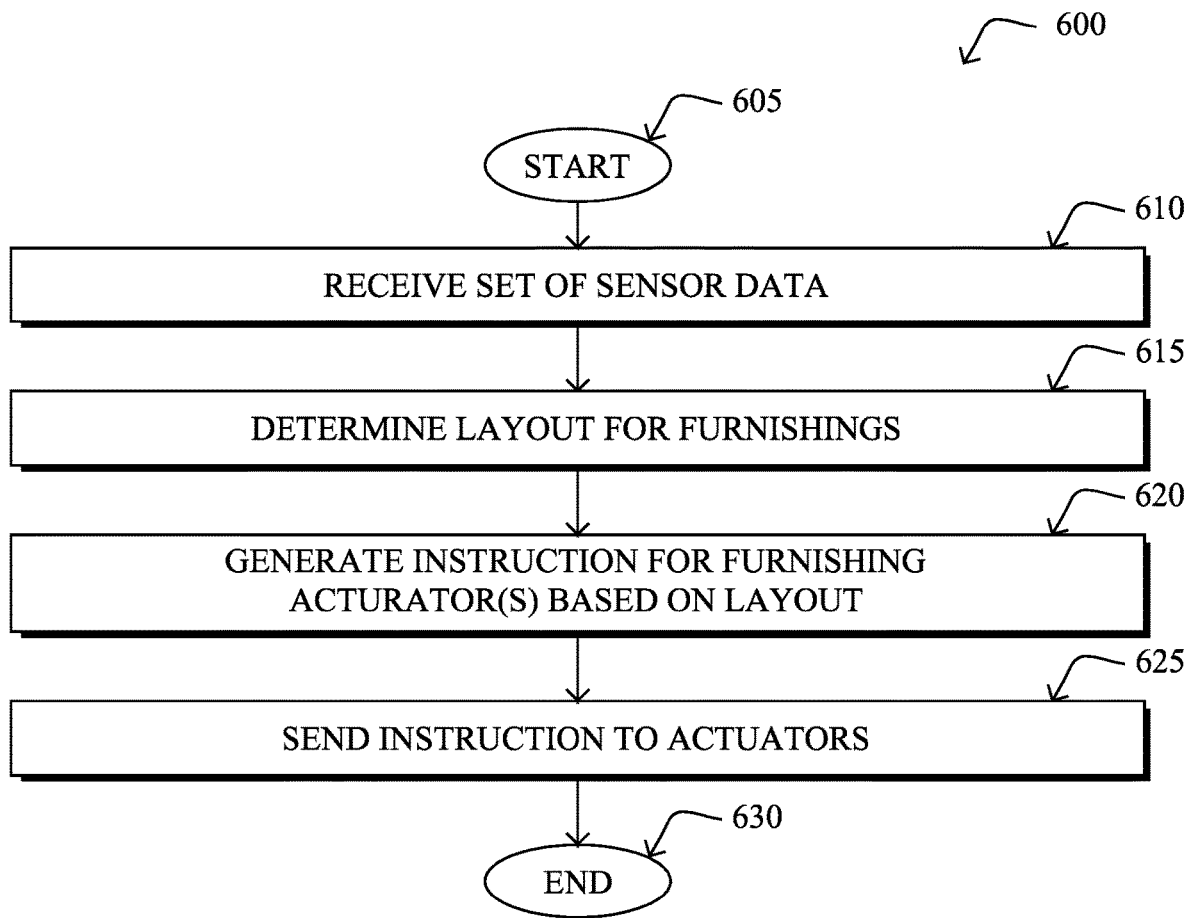 600
605
START
610
RECEIVE SET OF SENSOR DATA
615
DETERMINE LAYOUT FOR FURNISHINGS
620
GENERATE INSTRUCTION FOR FURNISHING
ACTURATOR(S) BASED ON LAYOUT
625
SEND INSTRUCTION TO ACTUATORS
630
END